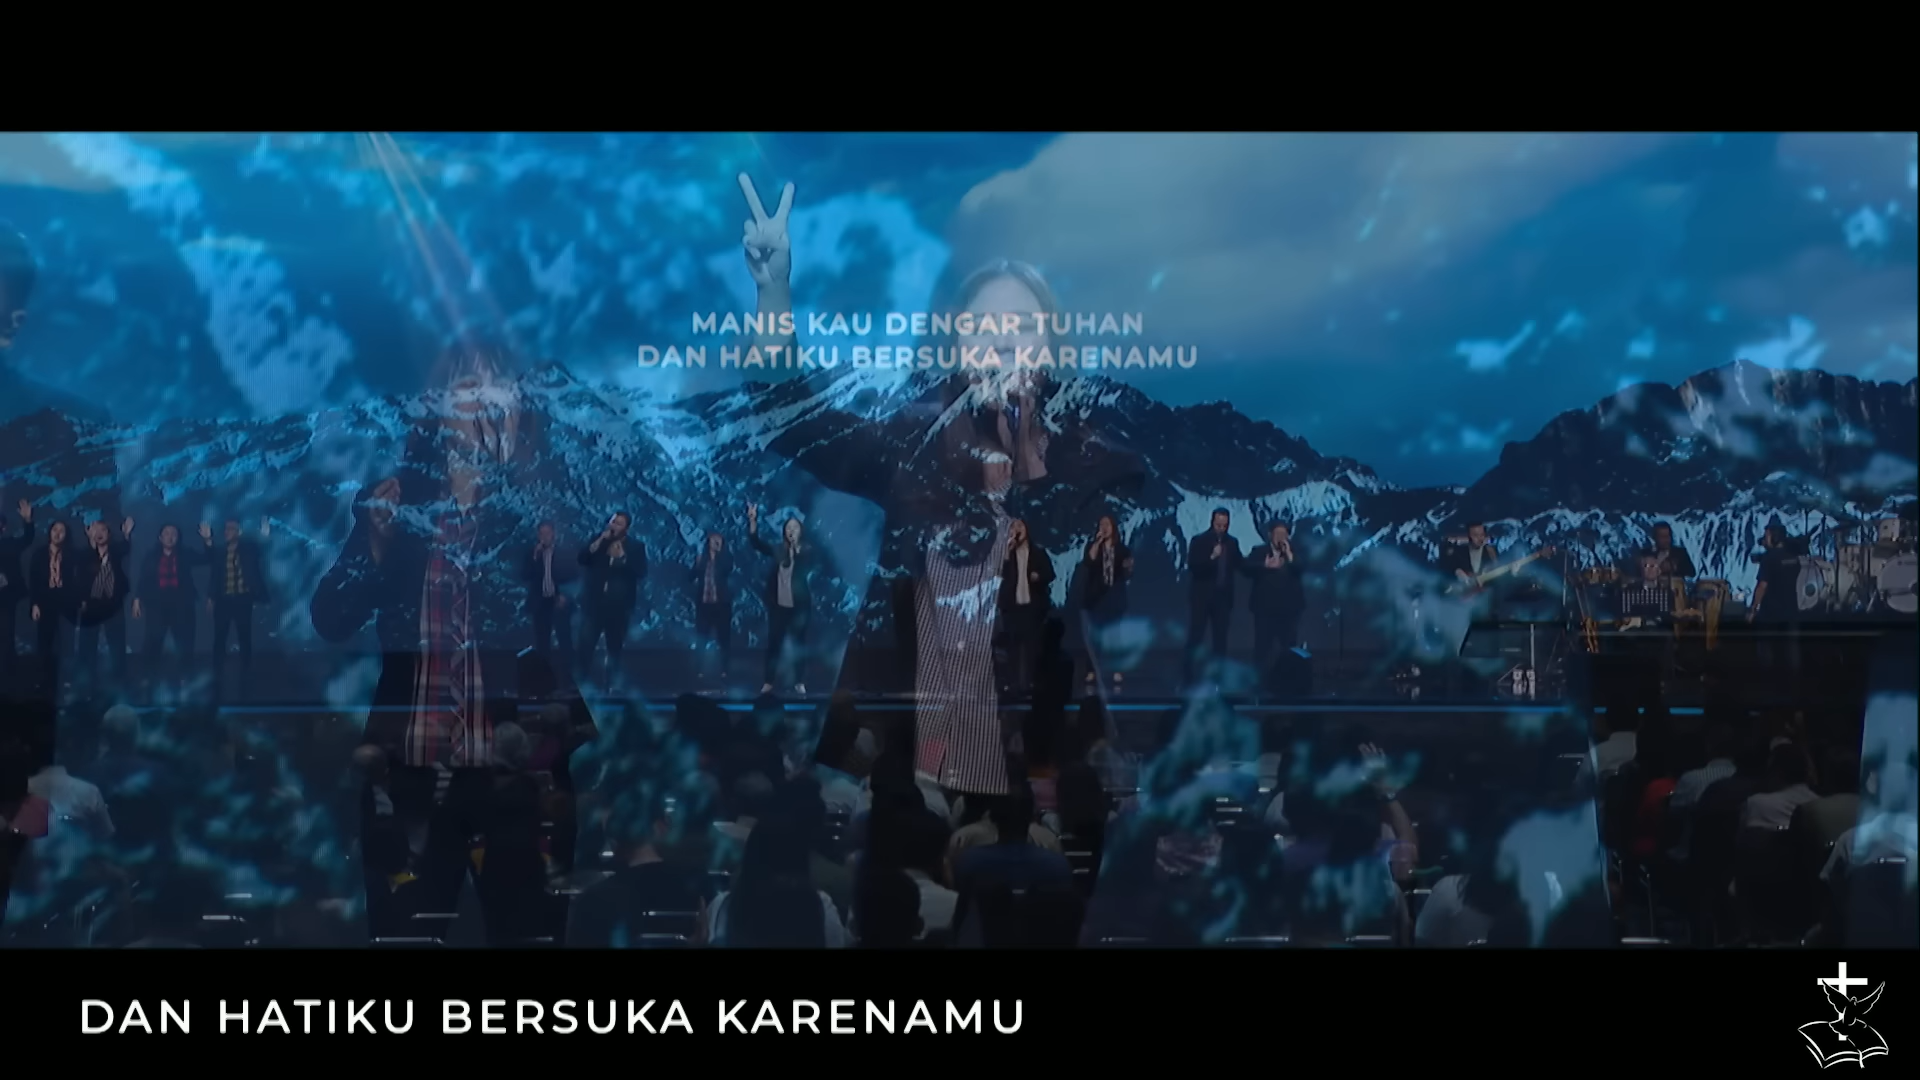 MANIS KAU DENGAR TUHAN
DAN HATIKU BERSUKA KARENAMU
DAN HATIKU BERSUKA KARENAMU